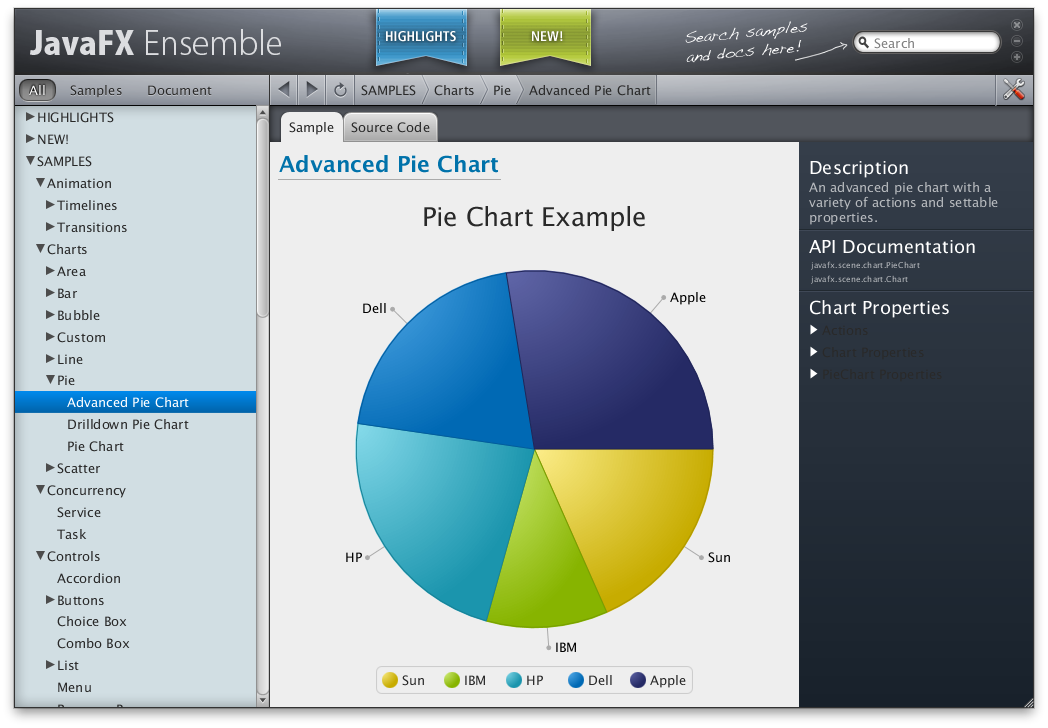 JavaFX Ensemble
HIGHLIGHTS
NEW!
Search samples
and docs here!
Search
All Samples Document
SAMPLES Charts Pie Advanced Pie Chart
HIGHLIGHTS
NEW!
SAMPLES
Animation
Timelines
Transitions
Charts
Area
Bar
Bubble
Custom
Line
Pie
Advanced Pie Chart
Drilldown Pie Chart
Pie Chart
Scatter
Concurrency
Service
Task
Controls
Accordion
Buttons
Choice Box
Combo Box
List
Menu
Sample Source Code
Advanced Pie Chart
Pie Chart Example
Dell
Apple
HP
Sun
IBM
Sun IBM HP Dell Apple
Description
An advanced pie chart with a
variety of actions and settable
properties.
API Documentation
javafx.scene.chart.PieChart
javafx.scene.chart.Chart
Chart Properties
Actions
Chart Properties
PieChart Properties